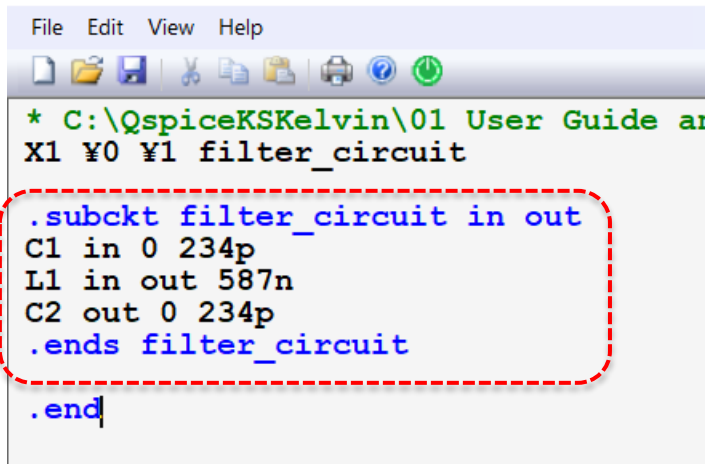 File Edit View Help
* C:\QspiceKSKelvin\01 User Guide
X1 ¥0 ¥1 filter_circuit
.subckt filter_circuit in out
C1 in 0 234p
L1 in out 587n
C2 out 0 234p
.ends filter_circuit
.end